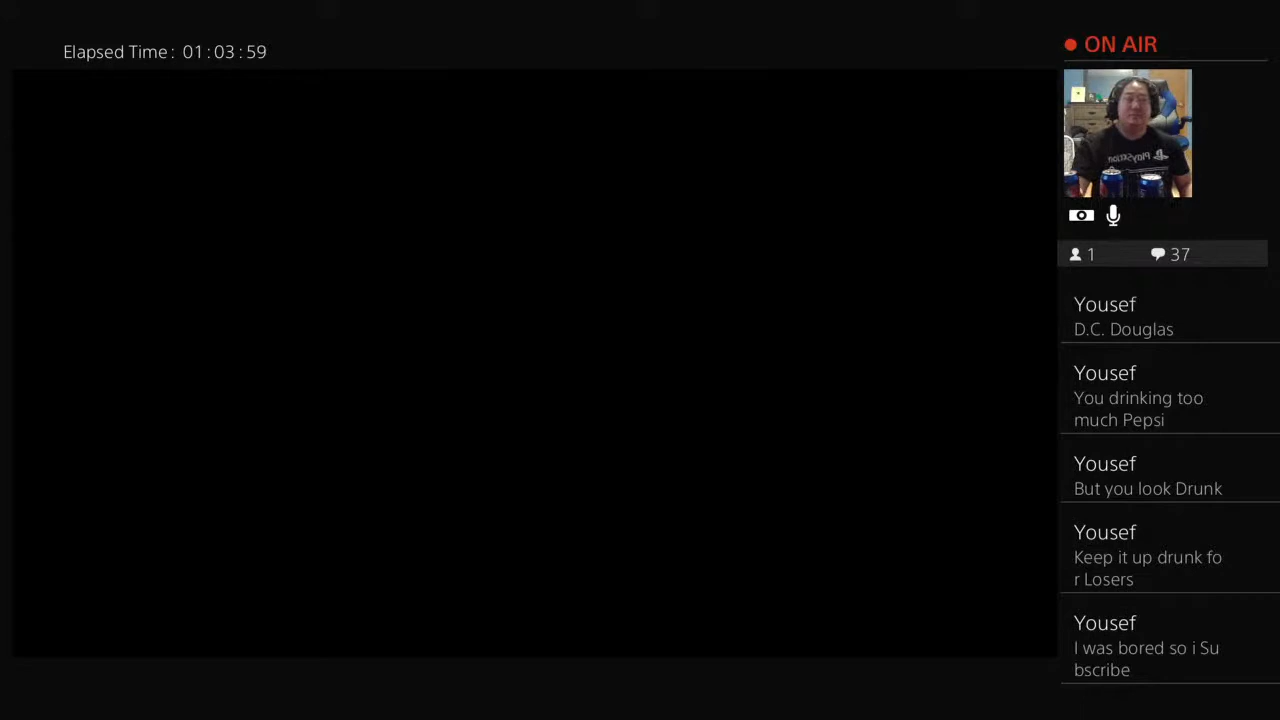 Elapsed Time: 01:03:59
ON AIR
PlayStation
1 37
Yousef
D.C. Douglas
Yousef
You drinking too
much Pepsi
Yousef
But you look Drunk
Yousef
Keep it up drunk fo
r Losers
Yousef
I was bored so i Su
bscribe